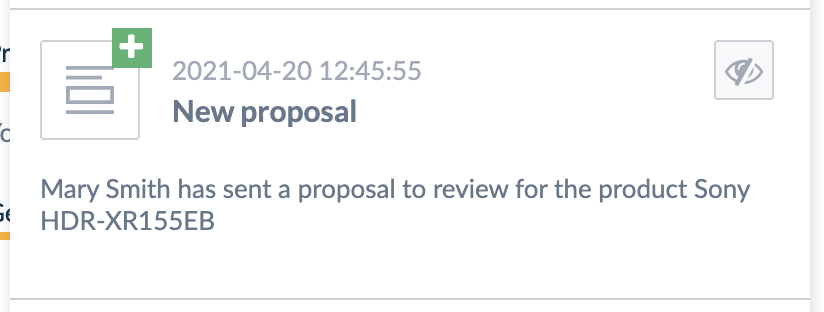 2021-04-20 12:45:55
New proposal
Mary Smith has sent a proposal to review for the product Sony
HDR-XR155EB